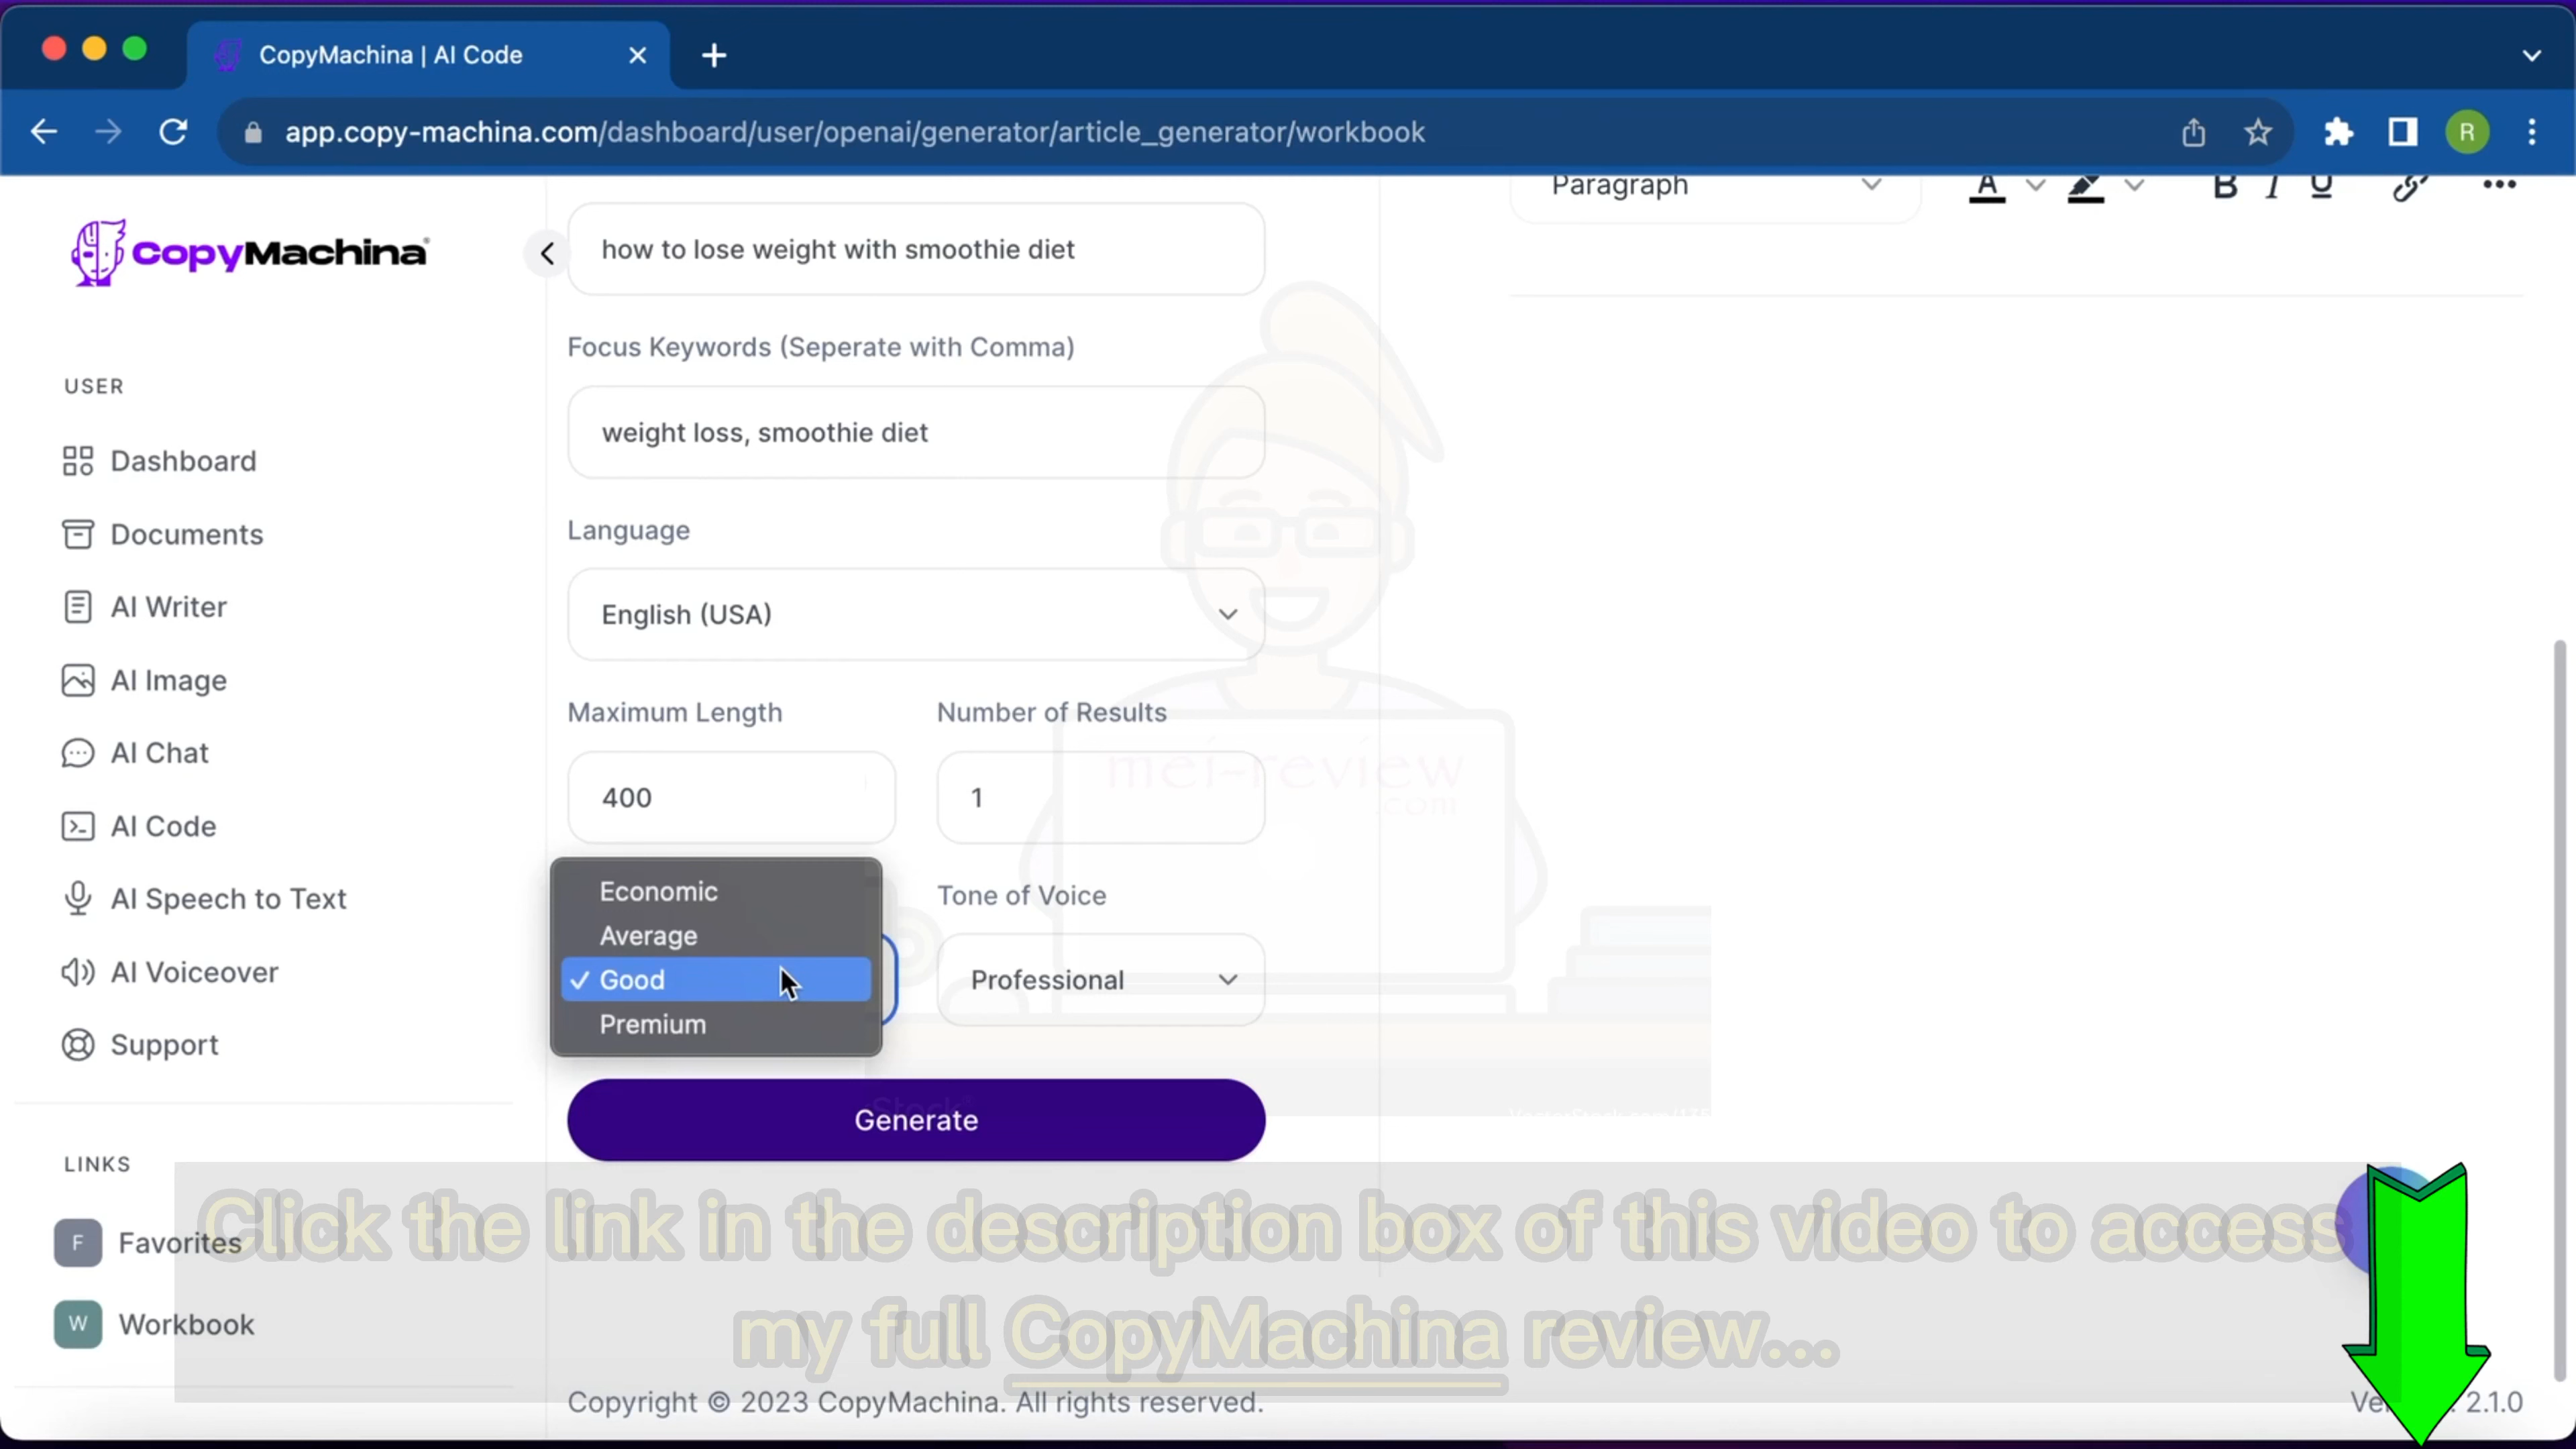 CopyMachina | AI Code
app.copy-machina.com/dashboard/user/openai/generator/article_generator/workbook
R
CopyMachina
Paragraph
A
B I U
how to lose weight with smoothie diet
Focus Keywords (Seperate with Comma)
weight loss, smoothie diet
Language
English (USA)
Maximum Length
Number of Results
400
1
mei-review
.com
Economic
Average
Good
Premium
Tone of Voice
Professional
Generate
USER
Dashboard
Documents
AI Writer
AI Image
AI Chat
AI Code
AI Speech to Text
AI Voiceover
Support
LINKS
F Favorites
W Workbook
Click the link in the description box of this video to access
my full CopyMachina review...
Copyright © 2023 CopyMachina. All rights reserved.
2.1.0